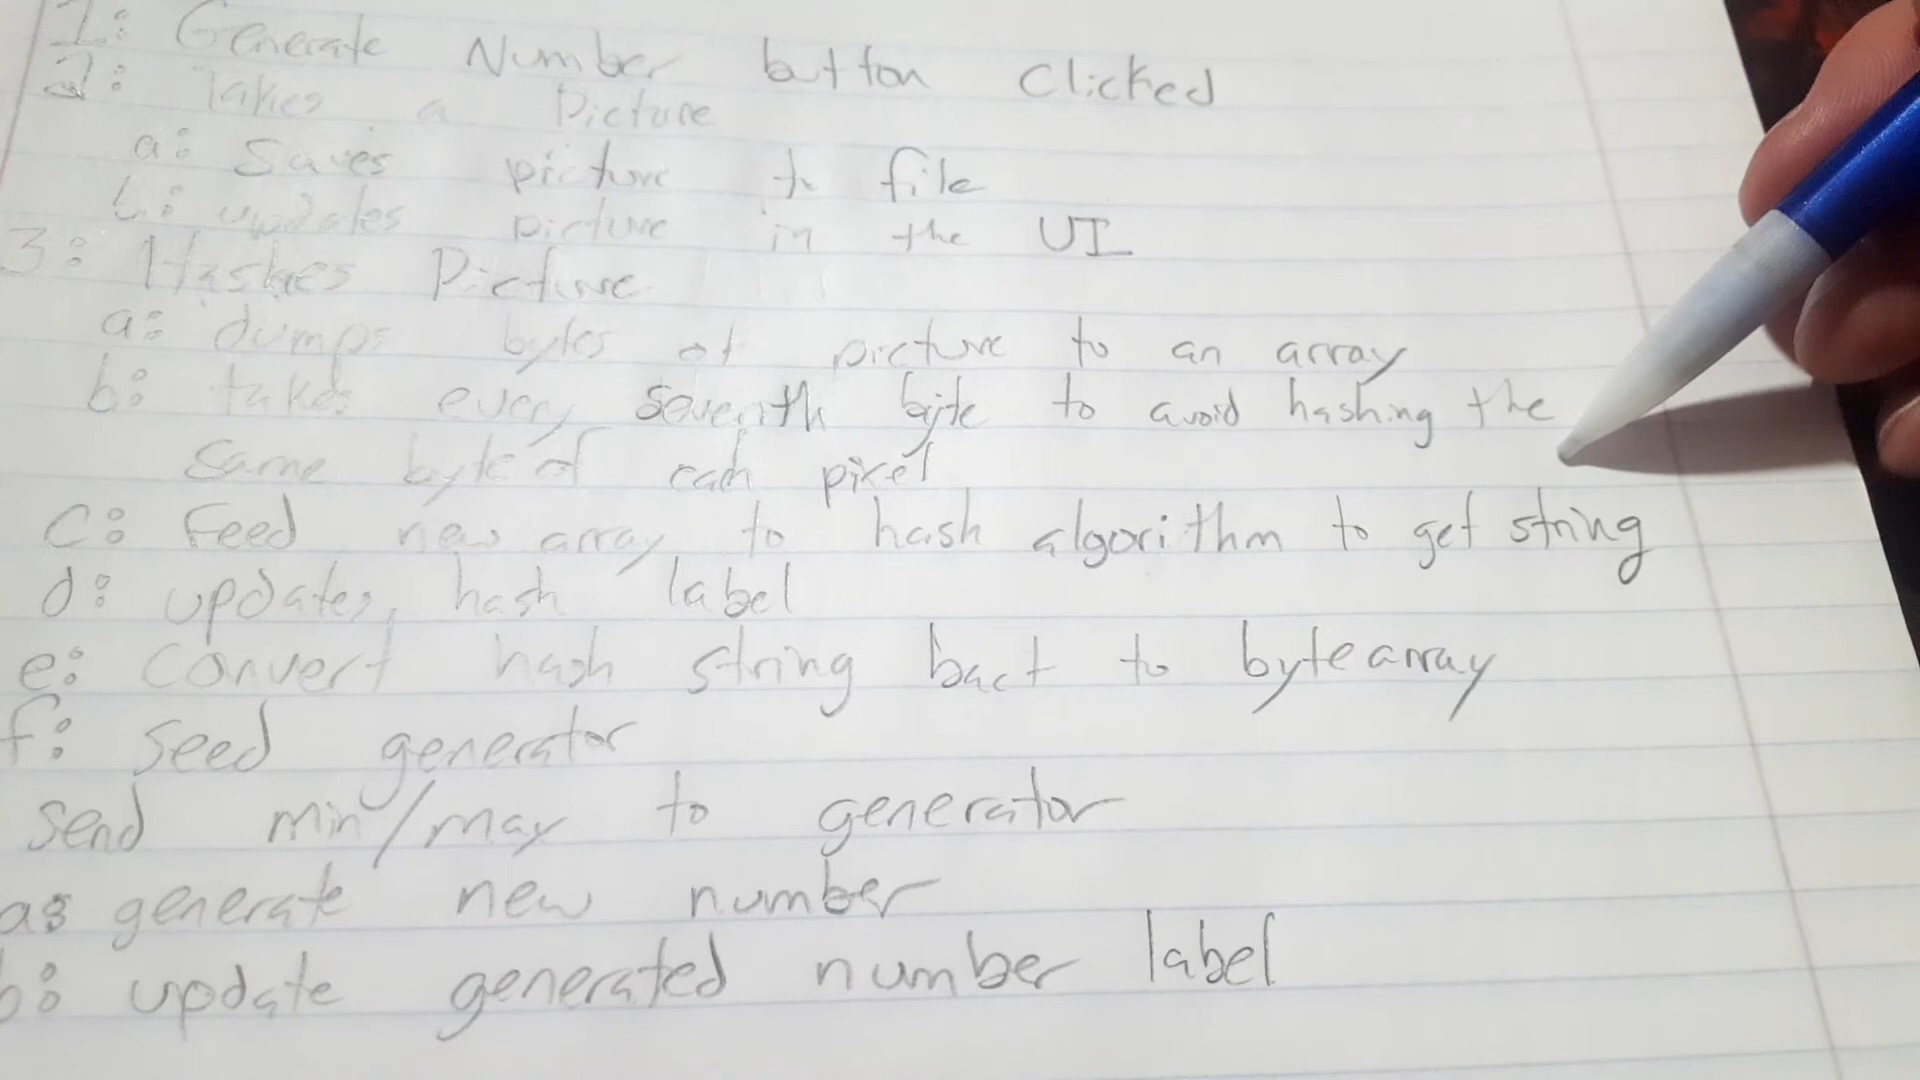 1: Generate Number button Clicked
2: Takes a Picture
a: Saves picture to file
b: updates picture in the UI
3: Hashes Picture
a: dumps bytes of picture to an array
b: takes every seventh byte to avoid hashing the
same byte of each pixel
c: Feed new array to hash algorithm to get string
d: updates hash label
e: Convert hash string bact to bytearray
f: seed generator
send min/may to generator
a: generate new number
b: update generated number label